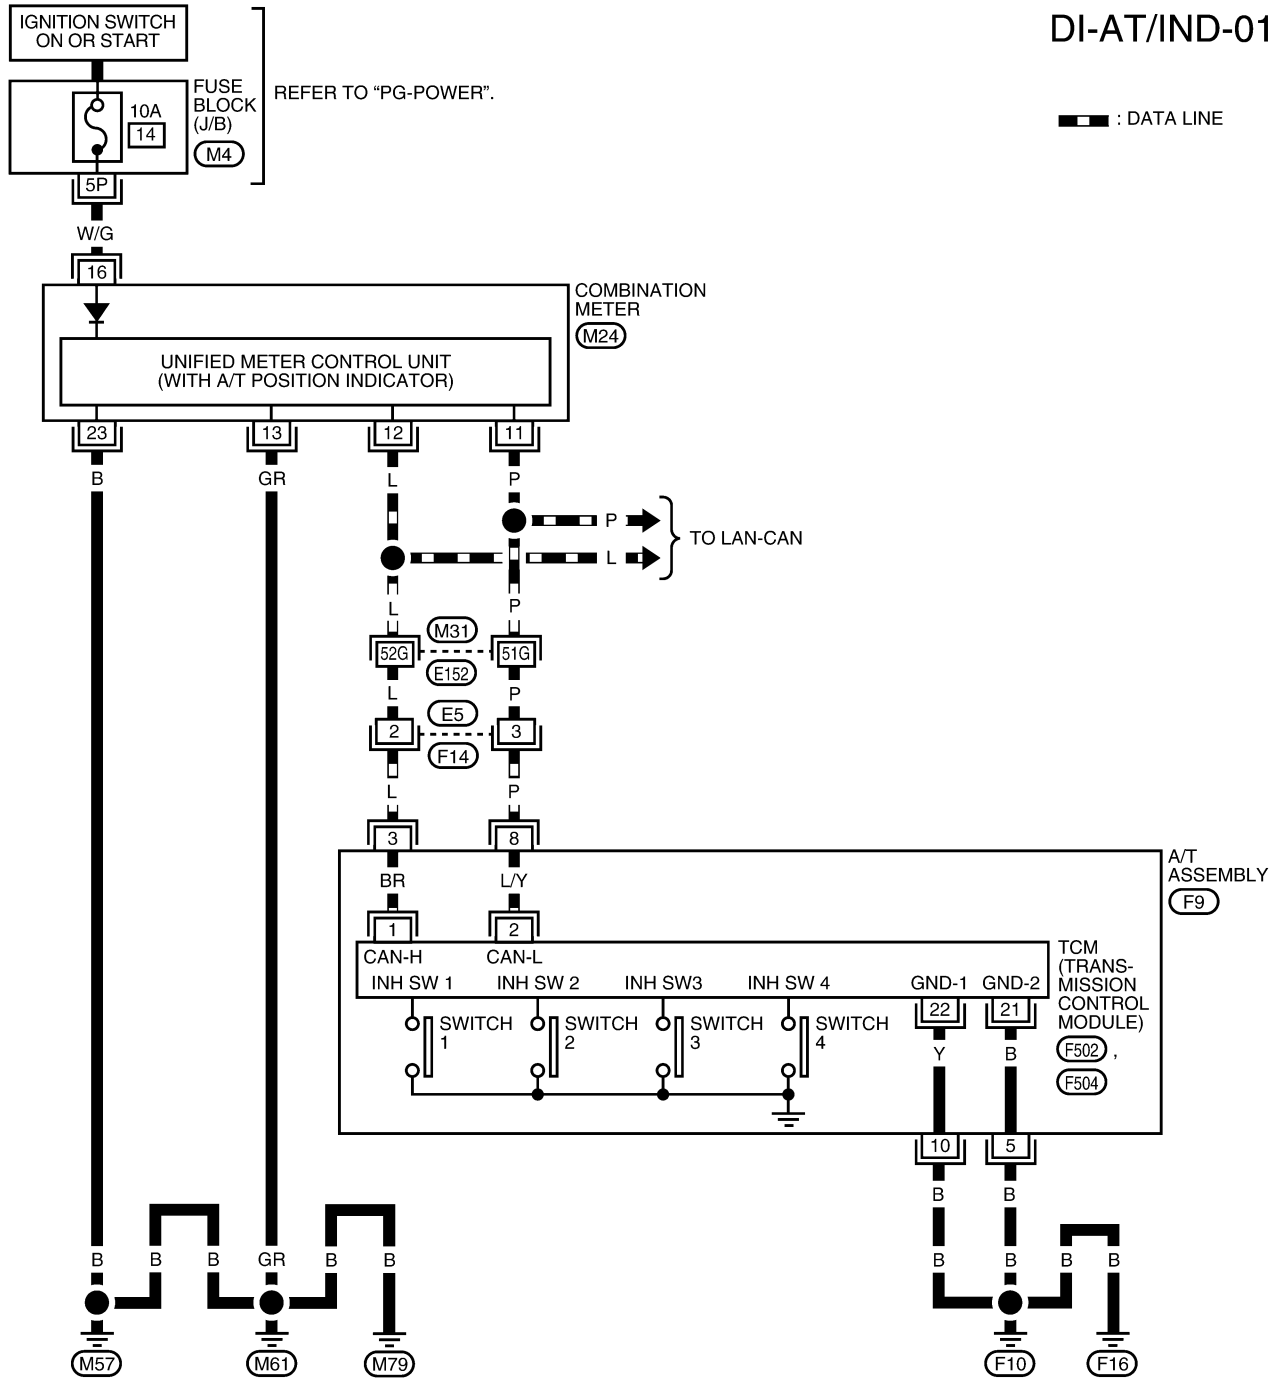 DI-AT/IND-01
IGNITION SWITCH
ON OR START
FUSE
BLOCK
(J/B)
M4
10A
14
REFER TO “PG-POWER”.
: DATA LINE
5P
W/G
16
COMBINATION
METER
M24
UNIFIED METER CONTROL UNIT
(WITH A/T POSITION INDICATOR)
23 13 12 11
B GR L P
P
L
TO LAN-CAN
L P
M31
52G 51G
E152
L P
E5
2 3
F14
L P
3 8
A/T
ASSEMBLY
F9
BR L/Y
1 2
CAN-H CAN-L
INH SW 1 INH SW 2 INH SW3 INH SW 4 GND-1 GND-2
TCM
(TRANS-
MISSION
CONTROL
MODULE)
F502 ,
F504
22 21
SWITCH
1
SWITCH
2
SWITCH
3
SWITCH
4
Y B
10 5
B B
B B B GR B B B B B B
M57 M61 M79 F10 F16